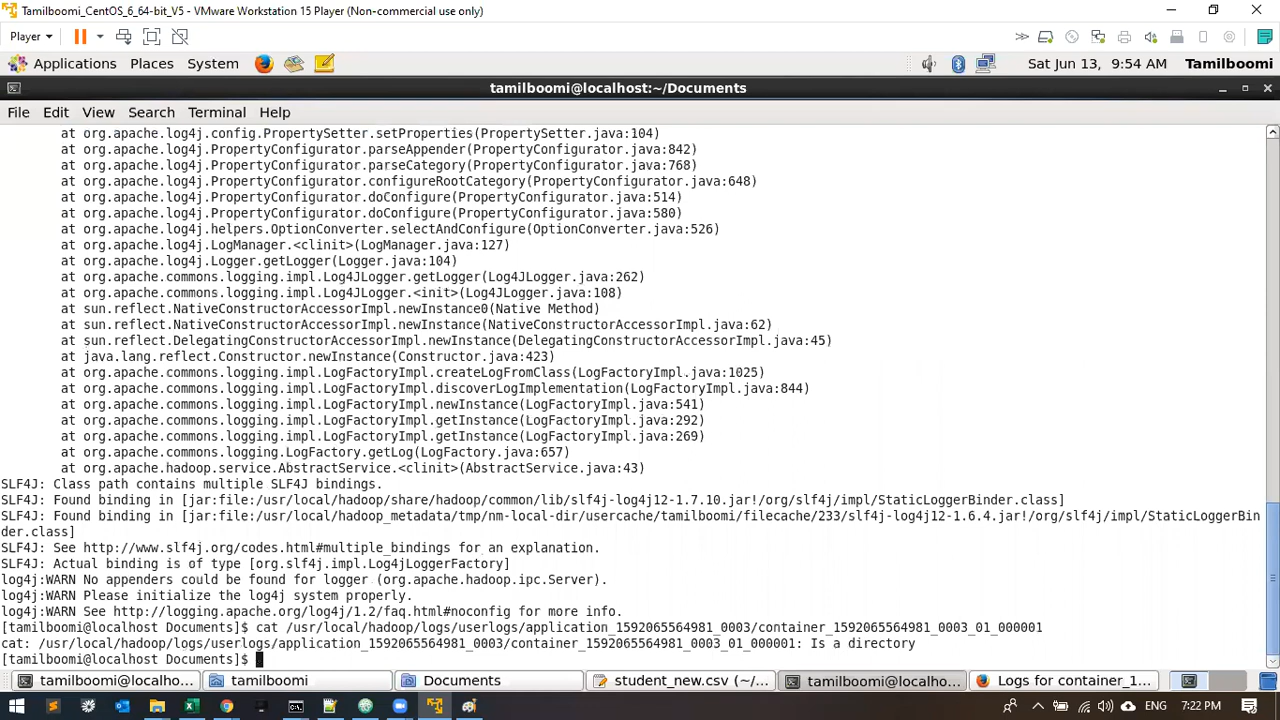 Tamilboomi_CentOS_6_64-bit_V5 - VMware Workstation 15 Player (Non-commercial use only)
Player
Applications Places System Sat Jun 13, 9:54 AM Tamilboomi
tamilboomi@localhost:~/Documents
File Edit View Search Terminal Help
at org.apache.log4j.config.PropertySetter.setProperties(PropertySetter.java:104)
at org.apache.log4j.PropertyConfigurator.parseAppender(PropertyConfigurator.java:842)
at org.apache.log4j.PropertyConfigurator.parseCategory(PropertyConfigurator.java:768)
at org.apache.log4j.PropertyConfigurator.configureRootCategory(PropertyConfigurator.java:648)
at org.apache.log4j.PropertyConfigurator.doConfigure(PropertyConfigurator.java:514)
at org.apache.log4j.PropertyConfigurator.doConfigure(PropertyConfigurator.java:580)
at org.apache.log4j.helpers.OptionConverter.selectAndConfigure(OptionConverter.java:526)
at org.apache.log4j.LogManager.<clinit>(LogManager.java:127)
at org.apache.log4j.Logger.getLogger(Logger.java:104)
at org.apache.commons.logging.impl.Log4JLogger.getLogger(Log4JLogger.java:262)
at org.apache.commons.logging.impl.Log4JLogger.<init>(Log4JLogger.java:108)
at sun.reflect.NativeConstructorAccessorImpl.newInstance0(Native Method)
at sun.reflect.NativeConstructorAccessorImpl.newInstance(NativeConstructorAccessorImpl.java:62)
at sun.reflect.DelegatingConstructorAccessorImpl.newInstance(DelegatingConstructorAccessorImpl.java:45)
at java.lang.reflect.Constructor.newInstance(Constructor.java:423)
at org.apache.commons.logging.impl.LogFactoryImpl.createLogFromClass(LogFactoryImpl.java:1025)
at org.apache.commons.logging.impl.LogFactoryImpl.discoverLogImplementation(LogFactoryImpl.java:844)
at org.apache.commons.logging.impl.LogFactoryImpl.newInstance(LogFactoryImpl.java:541)
at org.apache.commons.logging.impl.LogFactoryImpl.getInstance(LogFactoryImpl.java:292)
at org.apache.commons.logging.impl.LogFactoryImpl.getInstance(LogFactoryImpl.java:269)
at org.apache.commons.logging.LogFactory.getLog(LogFactory.java:657)
at org.apache.hadoop.service.AbstractService.<clinit>(AbstractService.java:43)
SLF4J: Class path contains multiple SLF4J bindings.
SLF4J: Found binding in [jar:file:/usr/local/hadoop/share/hadoop/common/lib/slf4j-log4j12-1.7.10.jar!/org/slf4j/impl/StaticLoggerBinder.class]
SLF4J: Found binding in [jar:file:/usr/local/hadoop_metadata/tmp/nm-local-dir/usercache/tamilboomi/filecache/233/slf4j-log4j12-1.6.4.jar!/org/slf4j/impl/StaticLoggerBin
der.class]
SLF4J: See http://www.slf4j.org/codes.html#multiple_bindings for an explanation.
SLF4J: Actual binding is of type [org.slf4j.impl.Log4jLoggerFactory]
log4j:WARN No appenders could be found for logger (org.apache.hadoop.ipc.Server).
log4j:WARN Please initialize the log4j system properly.
log4j:WARN See http://logging.apache.org/log4j/1.2/faq.html#noconfig for more info.
[tamilboomi@localhost Documents]$ cat /usr/local/hadoop/logs/userlogs/application_1592065564981_0003/container_1592065564981_0003_01_000001
cat: /usr/local/hadoop/logs/userlogs/application_1592065564981_0003/container_1592065564981_0003_01_000001: Is a directory
[tamilboomi@localhost Documents]$
tamilboomi@localho... tamilboomi Documents student_new.csv (~/... tamilboomi@localho... Logs for container_1...
7:22 PM